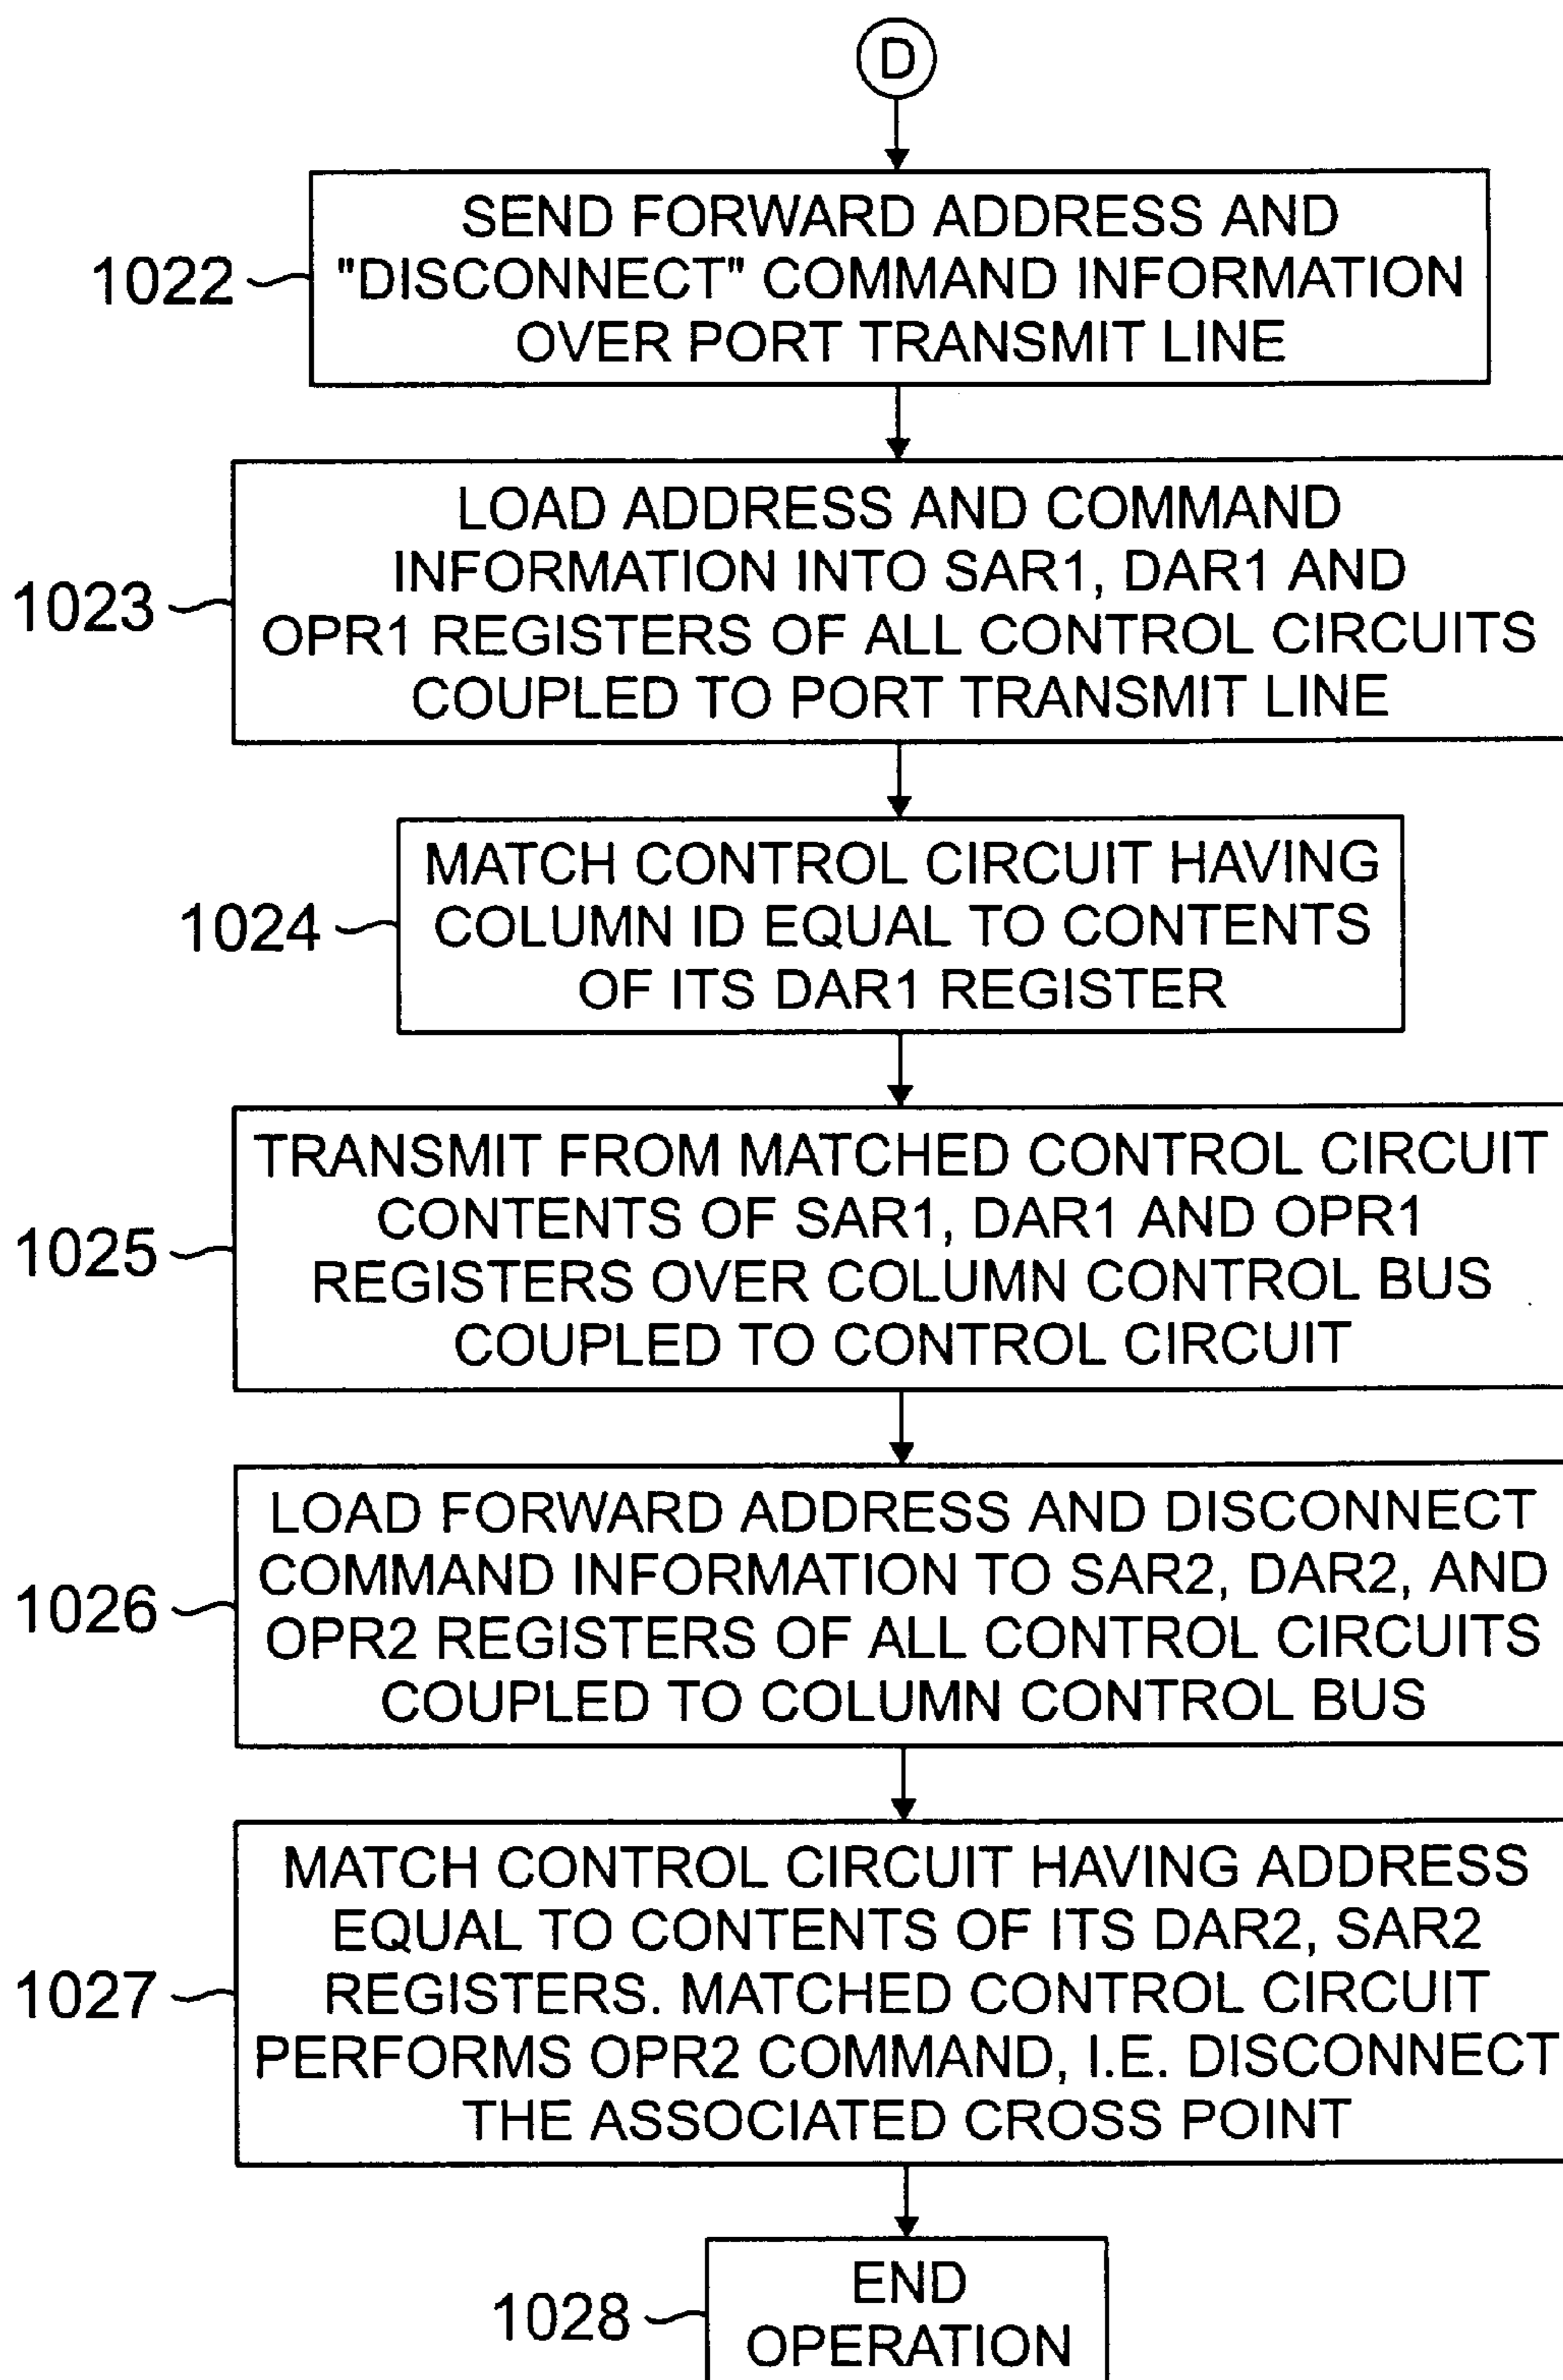 D
SEND FORWARD ADDRESS AND
1022
"DISCONNECT" COMMAND INFORMATION
OVER PORT TRANSMIT LINE
LOAD ADDRESS AND COMMAND
INFORMATION INTO SAR1, DAR1 AND
1023
OPR1 REGISTERS OF ALL CONTROL CIRCUITS
COUPLED TO PORT TRANSMIT LINE
MATCH CONTROL CIRCUIT HAVING
1024
COLUMN ID EQUAL TO CONTENTS
OF ITS DAR1 REGISTER
TRANSMIT FROM MATCHED CONTROL CIRCUIT
CONTENTS OF SAR1, DAR1 AND OPR1
1025
REGISTERS OVER COLUMN CONTROL BUS
COUPLED TO CONTROL CIRCUIT
LOAD FORWARD ADDRESS AND DISCONNECT
COMMAND INFORMATION TO SAR2, DAR2, AND
1026
OPR2 REGISTERS OF ALL CONTROL CIRCUITS
COUPLED TO COLUMN CONTROL BUS
MATCH CONTROL CIRCUIT HAVING ADDRESS
EQUAL TO CONTENTS OF ITS DAR2, SAR2
1027
REGISTERS. MATCHED CONTROL CIRCUIT
PERFORMS OPR2 COMMAND, I.E. DISCONNECT
THE ASSOCIATED CROSS POINT
END
1028
OPERATION